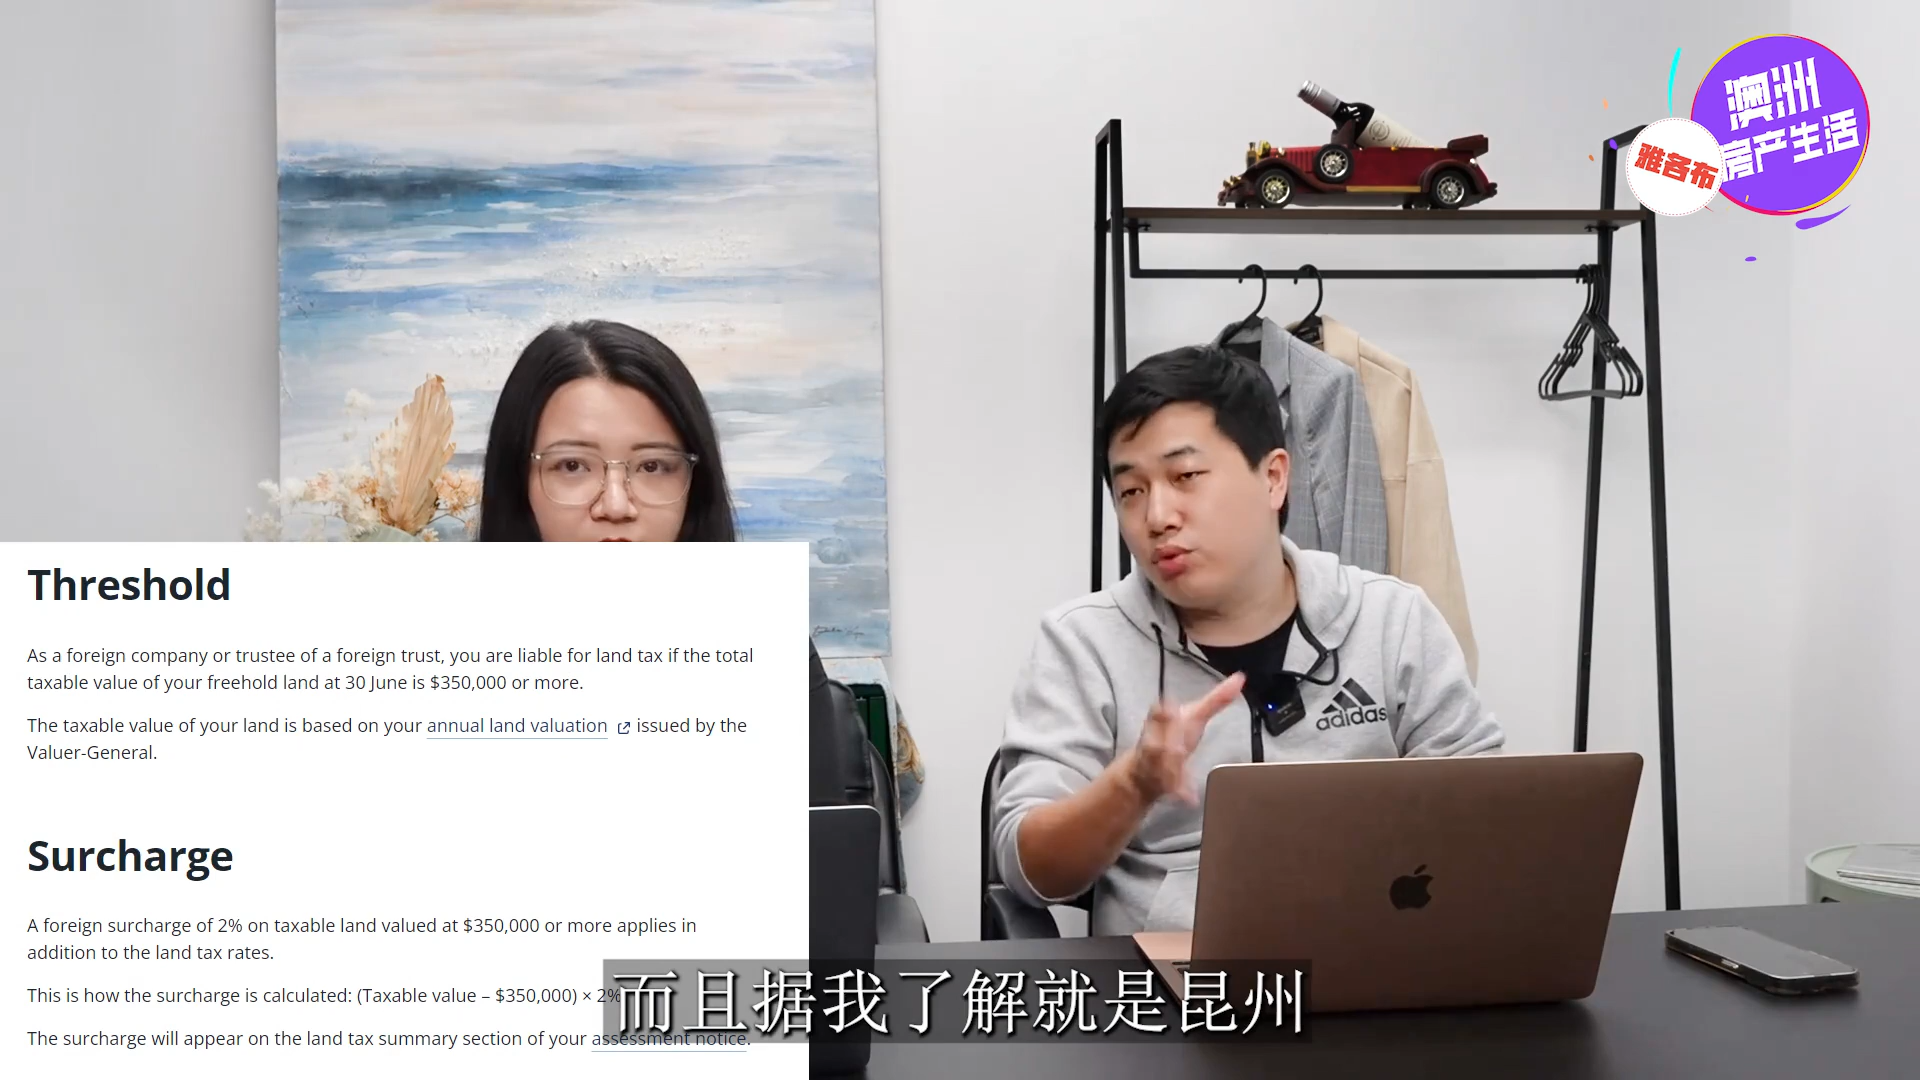 澳洲
房产生活
雅各布
Threshold
As a foreign company or trustee of a foreign trust, you are liable for land tax if the total
taxable value of your freehold land at 30 June is $350,000 or more.
The taxable value of your land is based on your annual land valuation issued by the
Valuer-General.
adidas
Surcharge
A foreign surcharge of 2% on taxable land valued at $350,000 or more applies in
addition to the land tax rates.
This is how the surcharge is calculated: (Taxable value – $350,000) × 2%
The surcharge will appear on the land tax summary section of your assessment notice.
而且据我了解就是昆州